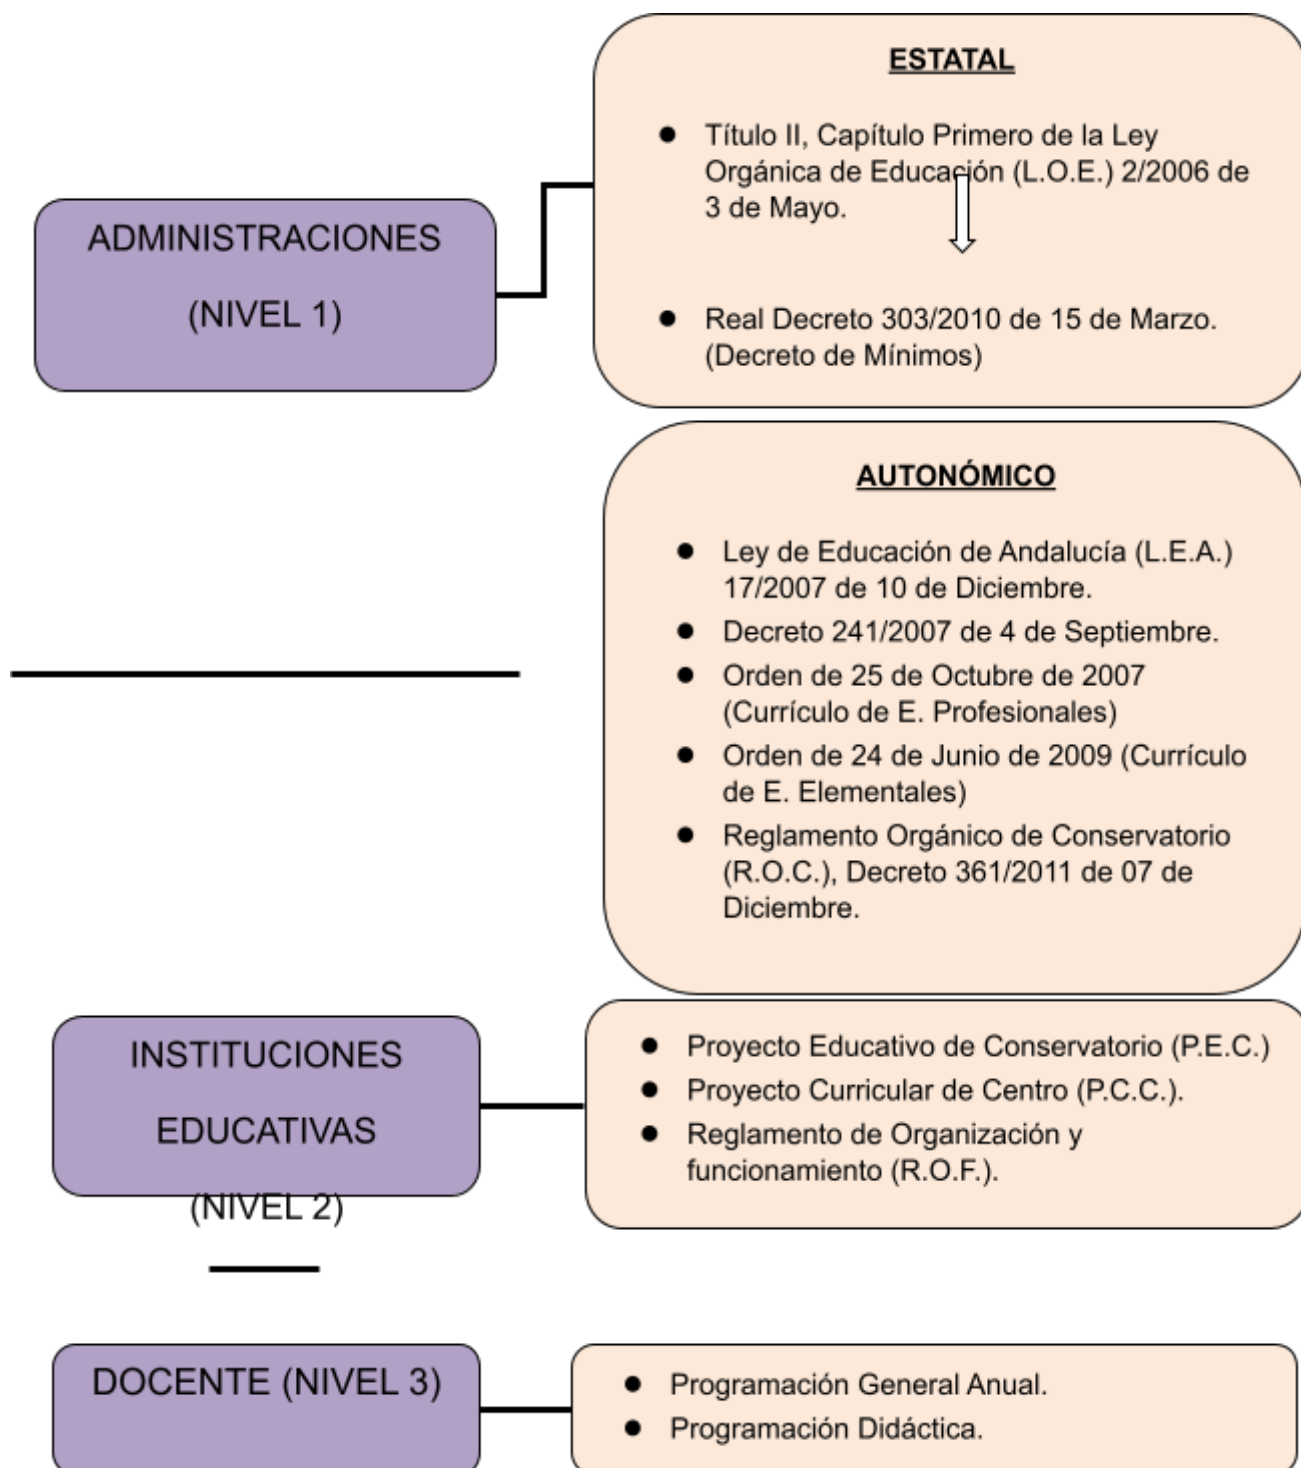 ADMINISTRACIONES
(NIVEL 1)
ESTATAL
● Título II, Capítulo Primero de la Ley
Orgánica de Educación (L.O.E.) 2/2006 de
3 de Mayo.
● Real Decreto 303/2010 de 15 de Marzo.
(Decreto de Mínimos)
AUTONÓMICO
● Ley de Educación de Andalucía (L.E.A.)
17/2007 de 10 de Diciembre.
● Decreto 241/2007 de 4 de Septiembre.
● Orden de 25 de Octubre de 2007
(Currículo de E. Profesionales)
● Orden de 24 de Junio de 2009 (Currículo
de E. Elementales)
● Reglamento Orgánico de Conservatorio
(R.O.C.), Decreto 361/2011 de 07 de
Diciembre.
INSTITUCIONES
EDUCATIVAS
(NIVEL 2)
● Proyecto Educativo de Conservatorio (P.E.C.)
● Proyecto Curricular de Centro (P.C.C.).
● Reglamento de Organización y
funcionamiento (R.O.F.).
DOCENTE (NIVEL 3)
● Programación General Anual.
● Programación Didáctica.